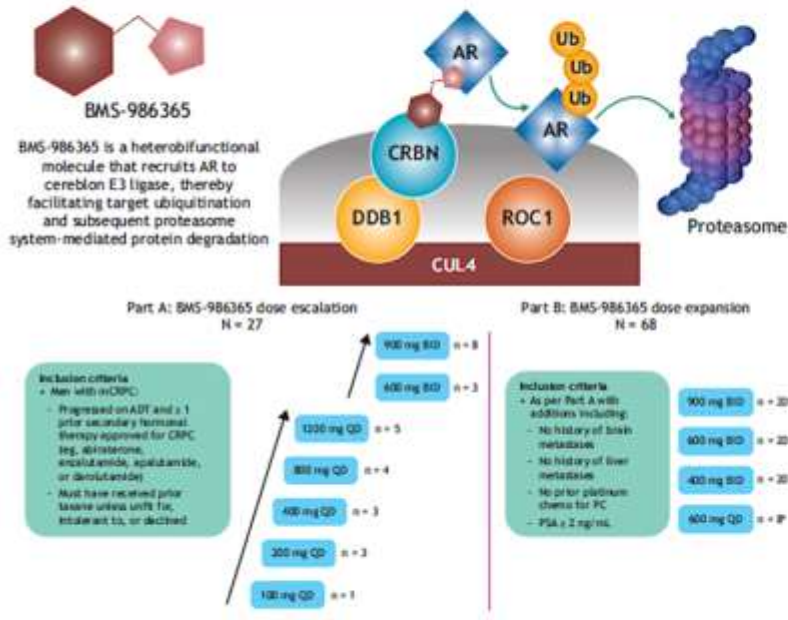 BMS-986365
BMS-986365 is a heterobifunctional
molecule that recruits AR to
cereblon E3 ligase, thereby
facilitating target ubiquitination
and subsequent proteasome
system-mediated protein degradation
AR
Ub
Ub
Ub
AR
CRBN
DDB1
ROC1
CUL4
Proteasome
Part A: BMS-986365 dose escalation
N = 27
Inclusion criteria
• Men with mCRPC:
- Progressed on ADT and ≥ 1
prior secondary hormonal
therapy approved for CRPC
(eg, abiraterone,
enzalutamide, apalutamide,
or darolutamide)
- Must have received prior
taxane unless unfit for,
intolerant to, or declined
900 mg BID n = 8
600 mg BID n = 3
1200 mg QD n = 5
800 mg QD n = 4
400 mg QD n = 3
200 mg QD n = 3
100 mg QD n = 1
Part B: BMS-986365 dose expansion
N = 68
Inclusion criteria
• As per Part A with
additions including:
- No history of brain
metastases
- No history of liver
metastases
- No prior platinum
chemo for PC
- PSA ≥ 2 ng/mL
900 mg BID n = 20
600 mg BID n = 20
400 mg BID n = 20
600 mg QD n =